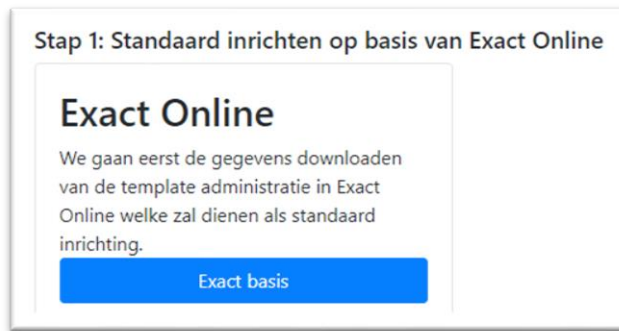 Stap 1: Standaard inrichten op basis van Exact Online
Exact Online
We gaan eerst de gegevens downloaden
van de template administratie in Exact
Online welke zal dienen als standaard
inrichting.
Exact basis